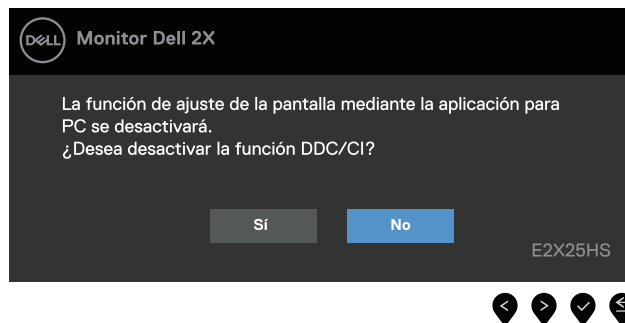 DELL
Monitor Dell 2X
La función de ajuste de la pantalla mediante la aplicación para
PC se desactivará.
¿Desea desactivar la función DDC/CI?
Sí
No
E2X25HS